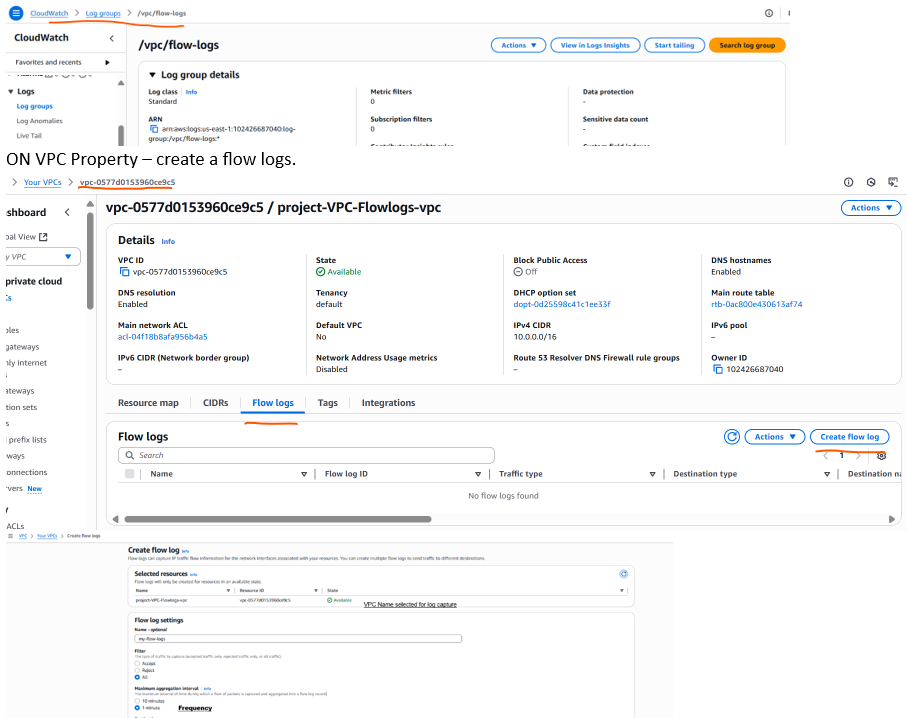 CloudWatch > Log groups > /vpc/flow-logs
CloudWatch
/vpc/flow-logs
Actions ▼ View in Logs Insights Start tailing Search log group
Favorites and recents
▼ Log group details
▼ Logs
Log groups
Log Anomalies
Live Tail
Log class Info
Standard
Metric filters
0
Data protection
-
ARN
arn:aws:logs:us-east-1:102426687040:log-
group:/vpc/flow-logs:*
Subscription filters
0
Sensitive data count
-
ON VPC Property – create a flow logs.
> Your VPCs > vpc-0577d0153960ce9c5
vpc-0577d0153960ce9c5 / project-VPC-Flowlogs-vpc
Actions ▼
shboard
bal View
y VPC
private cloud
Cs
bles
gateways
nly internet
s
ateways
tion sets
s
prefix lists
ways
onnections
rvers New
y
ACLs
Details Info
VPC ID
vpc-0577d0153960ce9c5
State
Available
Block Public Access
Off
DNS hostnames
Enabled
DNS resolution
Enabled
Tenancy
default
DHCP option set
dopt-0d25598c41c1ee33f
Main route table
rtb-0ac800e430613af74
Main network ACL
acl-04f18b8afa956b4a5
Default VPC
No
IPv4 CIDR
10.0.0.0/16
IPv6 pool
–
IPv6 CIDR (Network border group)
–
Network Address Usage metrics
Disabled
Route 53 Resolver DNS Firewall rule groups
–
Owner ID
102426687040
Resource map CIDRs Flow logs Tags Integrations
Flow logs
Actions ▼ Create flow log
Search
< 1 >
Name Flow log ID Traffic type Destination type Destination na
No flow logs found
VPC > Your VPCs > Create flow log
Create flow log Info
Flow logs can capture IP traffic flow information for the network interfaces associated with your resources. You can create multiple flow logs to send traffic to different destinations.
Selected resources Info
Flow logs will only be created for resources in an available state.
Name Resource ID State
project-VPC-Flowlogs-vpc vpc-0577d0153960ce9c5 Available
VPC Name selected for log capture
Flow log settings
Name - optional
my-flow-logs
Filter
The type of traffic to capture (accepted traffic only, rejected traffic only, or all traffic).
Accept
Reject
All
Maximum aggregation interval Info
The maximum interval of time during which a flow of packets is captured and aggregated into a flow log record.
10 minutes
1 minute Frequency